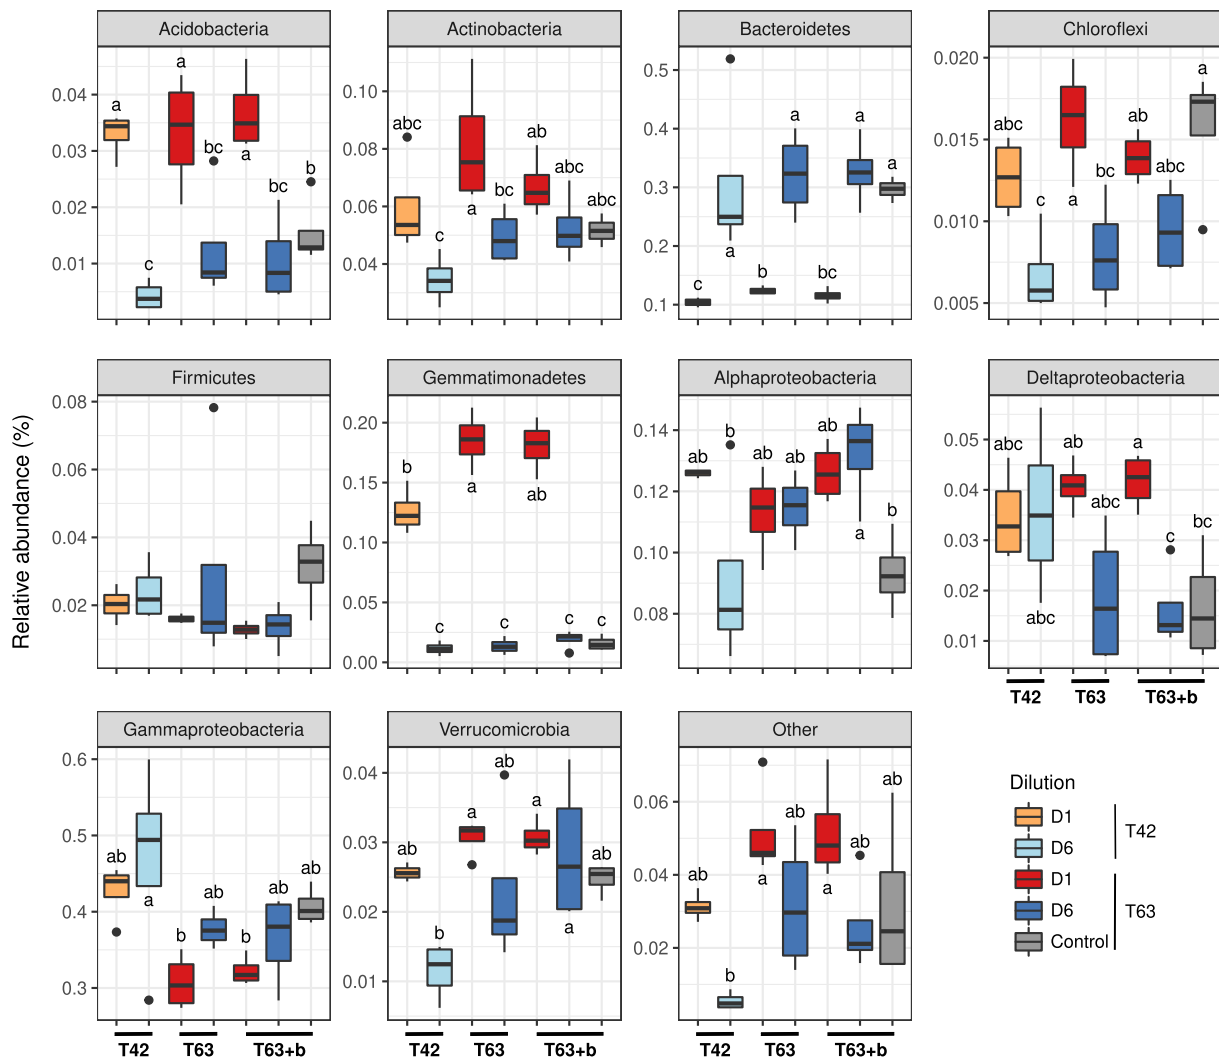 Acidobacteria
Actinobacteria
Bacteroidetes
Chloroflexi
0.04
0.03
0.02
0.01
a
c
a
bc
a
bc
b
0.10
0.08
0.06
0.04
abc
c
a
bc
ab
abc
abc
0.5
0.4
0.3
0.2
0.1
c
a
b
a
bc
a
a
0.020
0.015
0.010
0.005
abc
c
a
bc
ab
abc
a
Relative abundance (%)
Firmicutes
Gemmatimonadetes
Alphaproteobacteria
Deltaproteobacteria
0.08
0.06
0.04
0.02
0.20
0.15
0.10
0.05
0.00
b
c
a
c
ab
c
c
0.14
0.12
0.10
0.08
ab
b
ab
ab
ab
a
b
0.05
0.04
0.03
0.02
0.01
abc
abc
ab
abc
a
c
bc
T42 T63 T63+b
Gammaproteobacteria
Verrucomicrobia
Other
0.6
0.5
0.4
0.3
ab
a
b
ab
b
ab
ab
T42 T63 T63+b
0.04
0.03
0.02
0.01
ab
b
a
ab
a
a
ab
T42 T63 T63+b
0.06
0.04
0.02
ab
b
a
ab
a
ab
ab
T42 T63 T63+b
Dilution
D1
D6
T42
D1
D6
Control
T63